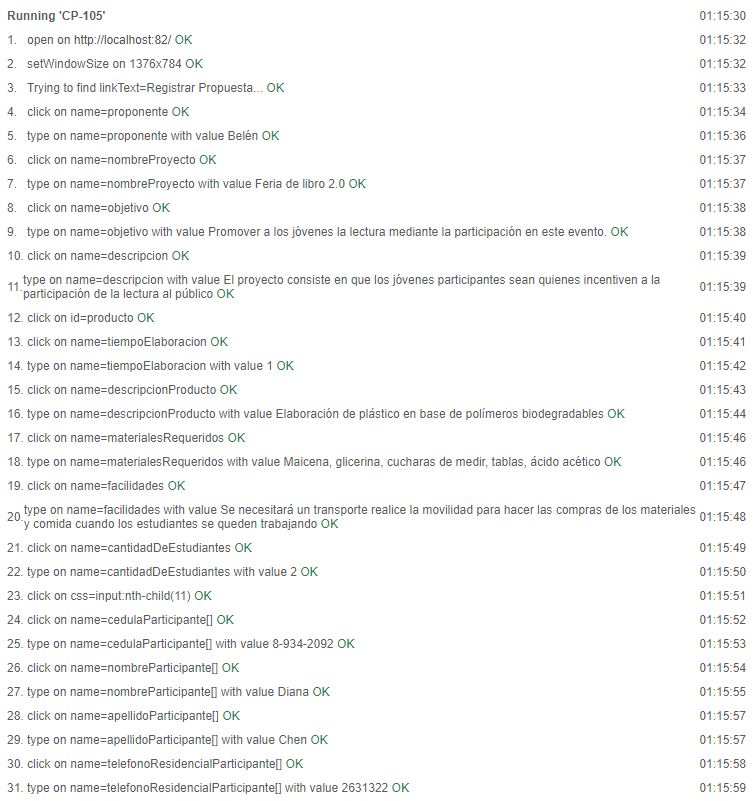 Running 'CP-105' 01:15:30
1. open on http://localhost:82/ OK 01:15:32
2. setWindowSize on 1376x784 OK 01:15:32
3. Trying to find linkText=Registrar Propuesta... OK 01:15:33
4. click on name=proponente OK 01:15:34
5. type on name=proponente with value Belén OK 01:15:36
6. click on name=nombreProyecto OK 01:15:37
7. type on name=nombreProyecto with value Feria de libro 2.0 OK 01:15:37
8. click on name=objetivo OK 01:15:38
9. type on name=objetivo with value Promover a los jóvenes la lectura mediante la participación en este evento. OK 01:15:38
10. click on name=descripcion OK 01:15:39
11. type on name=descripcion with value El proyecto consiste en que los jóvenes participantes sean quienes incentiven a la
participación de la lectura al público OK 01:15:39
12. click on id=producto OK 01:15:40
13. click on name=tiempoElaboracion OK 01:15:41
14. type on name=tiempoElaboracion with value 1 OK 01:15:42
15. click on name=descripcionProducto OK 01:15:43
16. type on name=descripcionProducto with value Elaboración de plástico en base de polímeros biodegradables OK 01:15:44
17. click on name=materialesRequeridos OK 01:15:46
18. type on name=materialesRequeridos with value Maicena, glicerina, cucharas de medir, tablas, ácido acético OK 01:15:46
19. click on name=facilidades OK 01:15:47
20. type on name=facilidades with value Se necesitará un transporte realice la movilidad para hacer las compras de los materiales
y comida cuando los estudiantes se queden trabajando OK 01:15:48
21. click on name=cantidadDeEstudiantes OK 01:15:49
22. type on name=cantidadDeEstudiantes with value 2 OK 01:15:50
23. click on css=input:nth-child(11) OK 01:15:51
24. click on name=cedulaParticipante[] OK 01:15:52
25. type on name=cedulaParticipante[] with value 8-934-2092 OK 01:15:53
26. click on name=nombreParticipante[] OK 01:15:54
27. type on name=nombreParticipante[] with value Diana OK 01:15:55
28. click on name=apellidoParticipante[] OK 01:15:57
29. type on name=apellidoParticipante[] with value Chen OK 01:15:57
30. click on name=telefonoResidencialParticipante[] OK 01:15:58
31. type on name=telefonoResidencialParticipante[] with value 2631322 OK 01:15:59